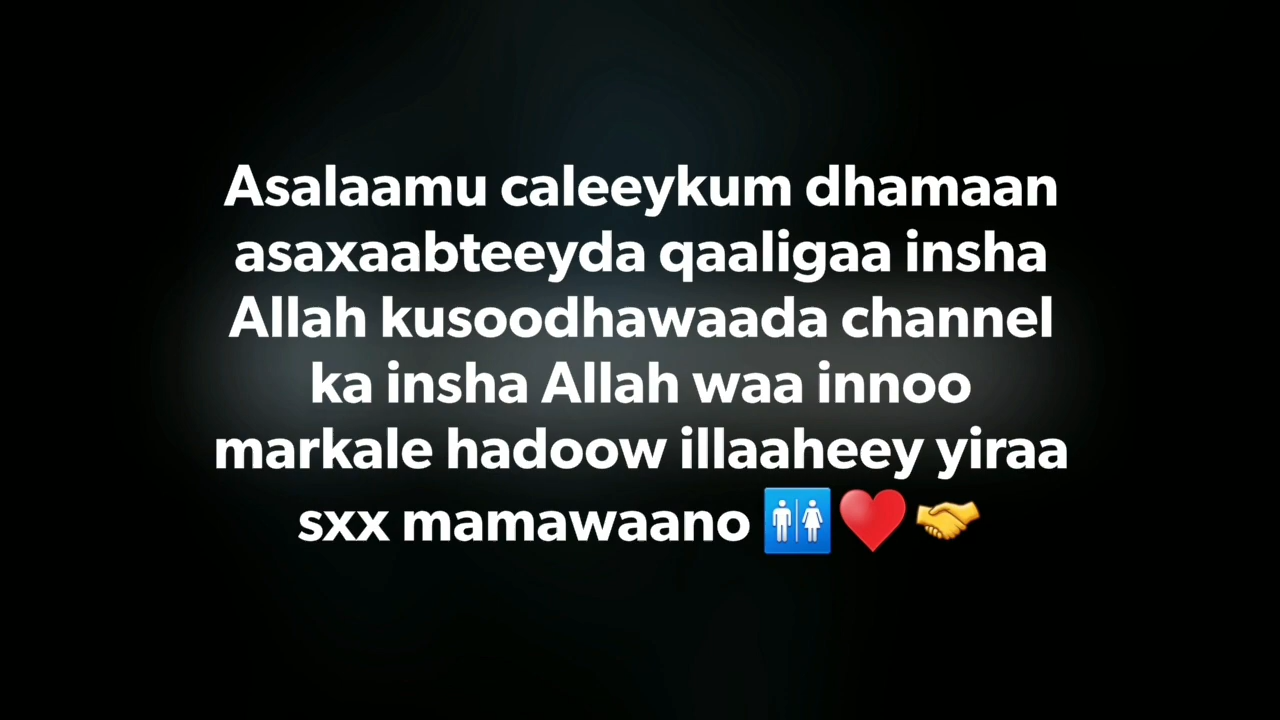 Asalaamu caleeykum dhamaan
asaxaabteeyda qaaligaa insha
Allah kusoodhawaada channel
ka insha Allah waa innoo
markale hadoow illaaheey yiraa
sxx mamawaano 🚻♥️🤝